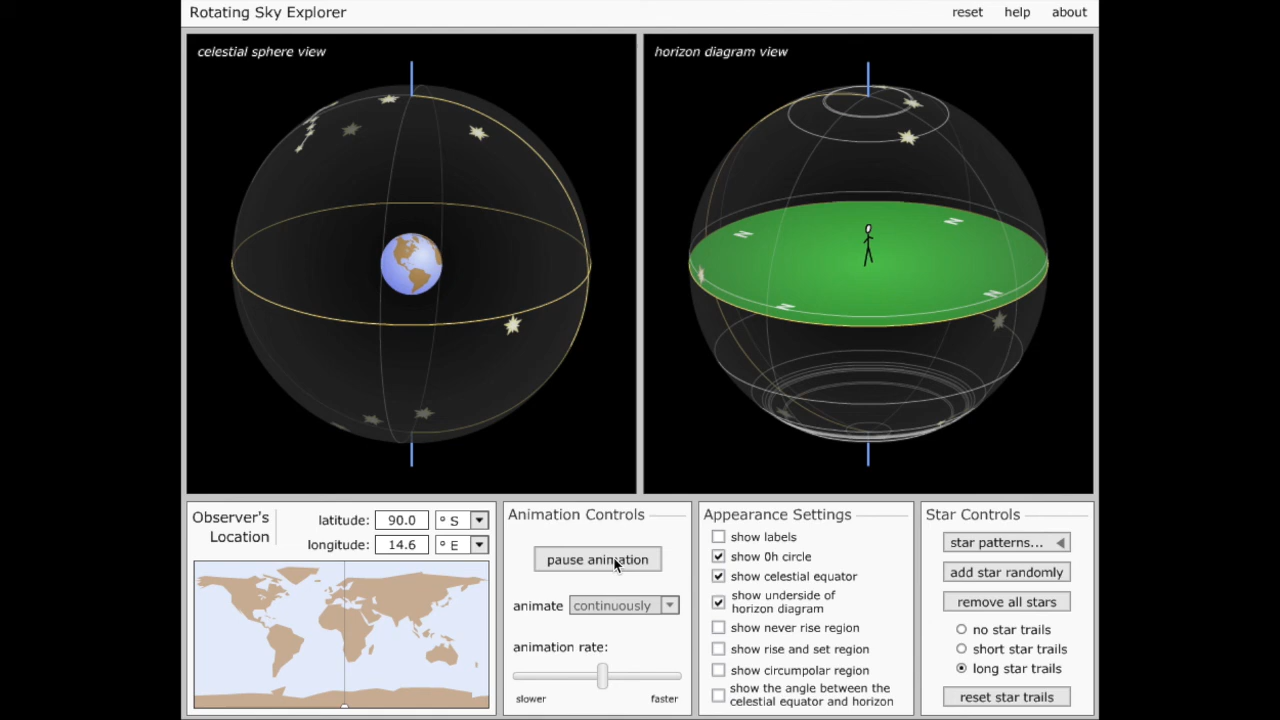 Rotating Sky Explorer
reset help about
celestial sphere view
horizon diagram view
N
N
N
N
Observer's
Location
latitude: 90.0 ° S
longitude: 14.6 ° E
Animation Controls
pause animation
animate continuously
animation rate:
slower faster
Appearance Settings
show labels
show 0h circle
show celestial equator
show underside of
horizon diagram
show never rise region
show rise and set region
show circumpolar region
show the angle between the
celestial equator and horizon
Star Controls
star patterns...
add star randomly
remove all stars
no star trails
short star trails
long star trails
reset star trails